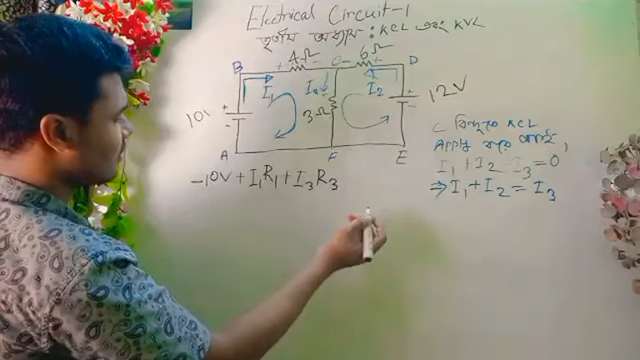 Electrical Circuit-1
তৃতীয় অধ্যায় : KCL এবং KVL
4Ω 6Ω
B + C - D
I₁ I₃ I₂
10V + - 3Ω + - 12V
A F E
C বিন্দুতে KCL
Apply করে পাই,
I₁ + I₂ - I₃ = 0
⇒ I₁ + I₂ = I₃
-10V + I₁R₁ + I₃R₃